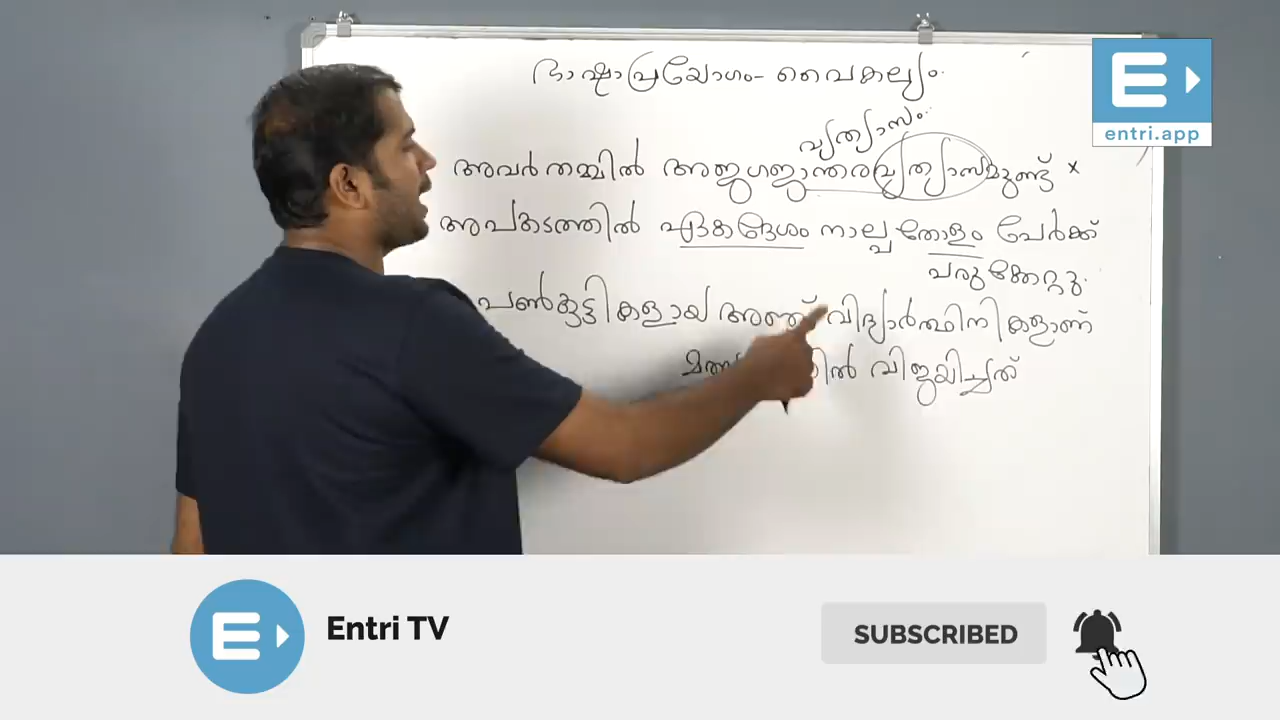 ഭാഷാപ്രയോഗം- വൈകല്യം.
വ്യത്യാസം.
അവർ തമ്മിൽ അജഗജാന്തരവ്യത്യാസമുണ്ട് ×
അപകടത്തിൽ ഏകദേശം നാല്പതോളം പേർക്ക്
പരുക്കേറ്റു.
പൺകുട്ടികളായ അഞ്ച് വിദ്യാർത്ഥിനികളാണ്
വിജയിച്ചത്
E
entri.app
E
Entri TV
SUBSCRIBED